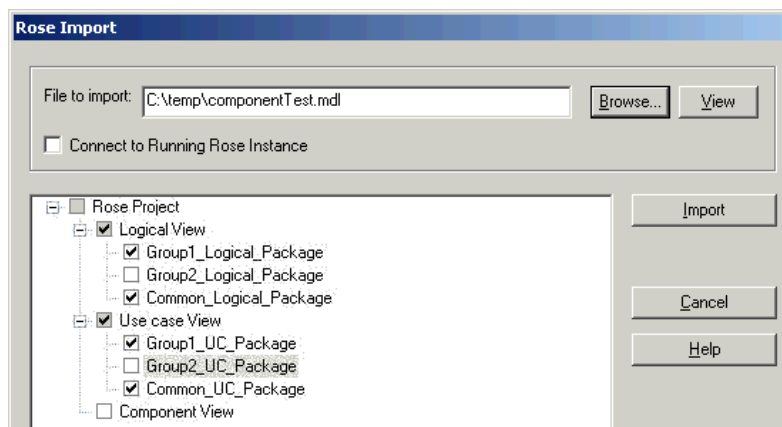 Rose Import
File to import: C:\temp\componentTest.mdl Browse... View
Connect to Running Rose Instance
Rose Project
Import
Logical View
Group1_Logical_Package
Group2_Logical_Package
Common_Logical_Package
Cancel
Use case View
Group1_UC_Package
Help
Group2_UC_Package
Common_UC_Package
Component View